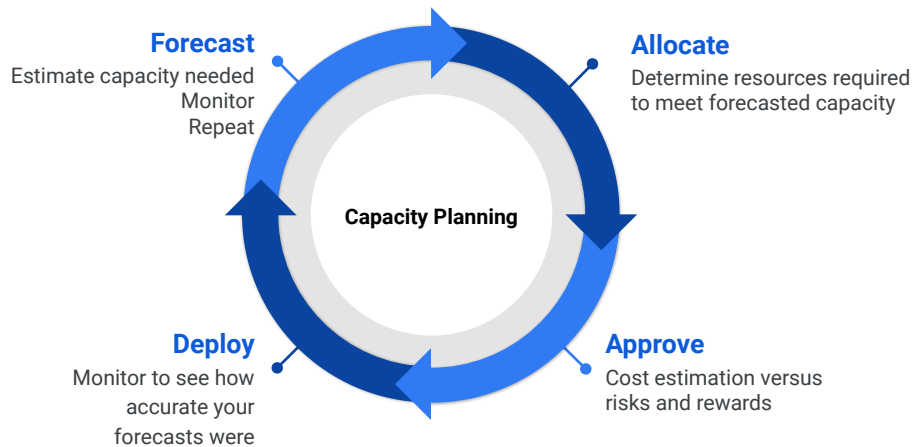 Forecast
Estimate capacity needed
Monitor
Repeat
Allocate
Determine resources required
to meet forecasted capacity
Capacity Planning
Deploy
Monitor to see how
accurate your
forecasts were
Approve
Cost estimation versus
risks and rewards